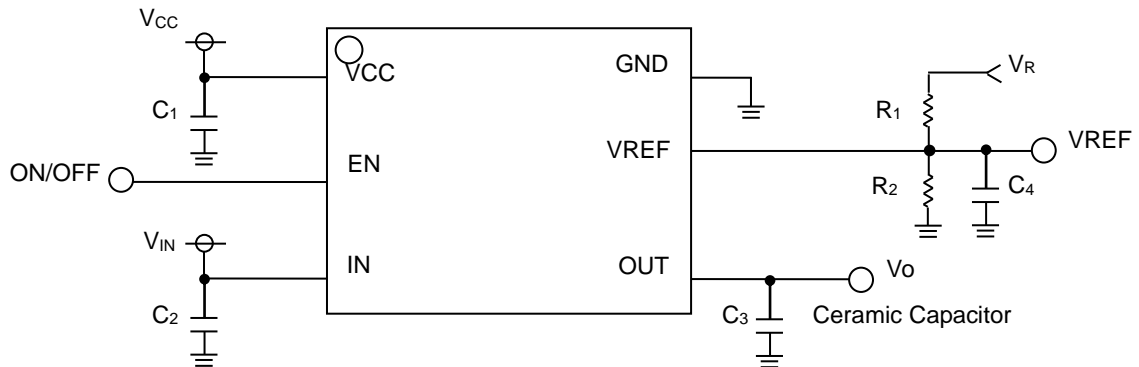 VCC
VCC
GND
VR
C1
R1
VREF
VREF
ON/OFF
EN
R2
C4
VIN
IN
OUT
Vo
C2
C3
Ceramic Capacitor